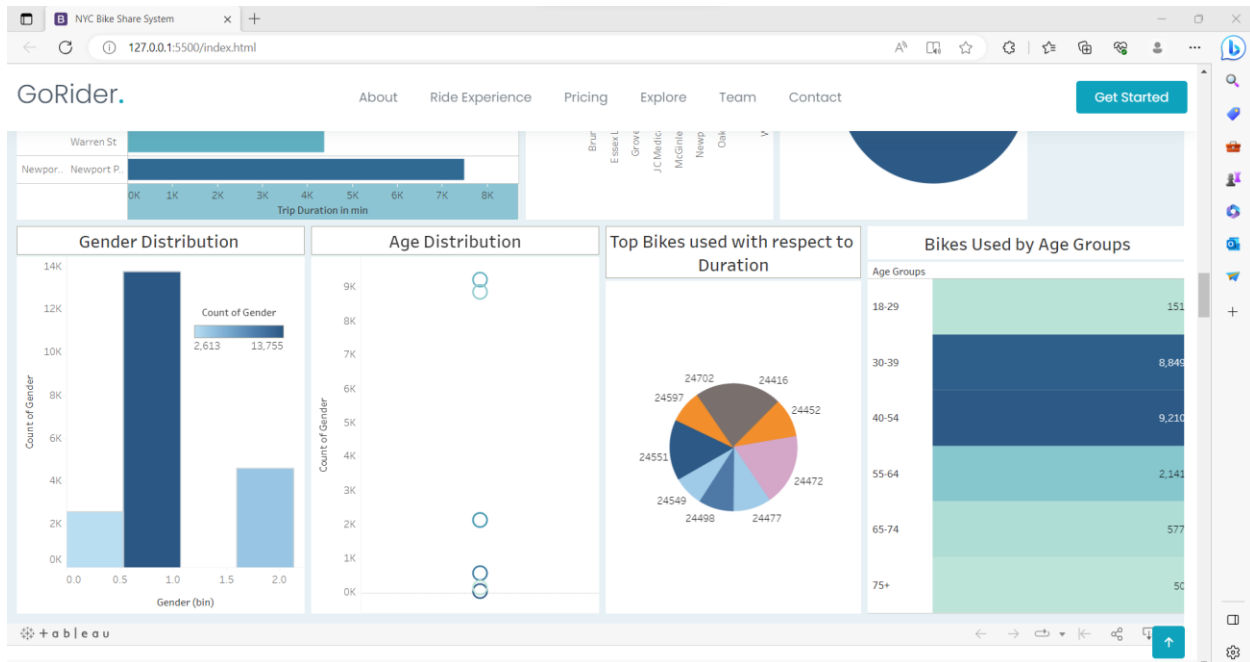 NYC Bike Share System
127.0.0.1:5500/index.html
GoRider.
About Ride Experience Pricing Explore Team Contact
Get Started
Warren St
Newpor.. Newport P..
0K 1K 2K 3K 4K 5K 6K 7K 8K
Trip Duration in min
Gender Distribution
14K
12K
10K
8K
6K
4K
2K
0K
Count of Gender
Count of Gender
2,613 13,755
0.0 0.5 1.0 1.5 2.0
Gender (bin)
Age Distribution
9K
8K
7K
6K
5K
4K
3K
2K
1K
0K
Count of Gender
Top Bikes used with respect to
Duration
24702
24416
24597
24452
24551
24472
24549
24498
24477
Bikes Used by Age Groups
Age Groups
18-29 151
30-39 8,849
40-54 9,210
55-64 2,141
65-74 577
75+ 50
+ableau